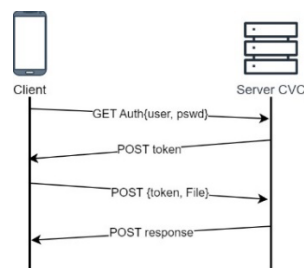 Client
Server CVC
GET Auth{user, pswd}
POST token
POST {token, File}
POST response